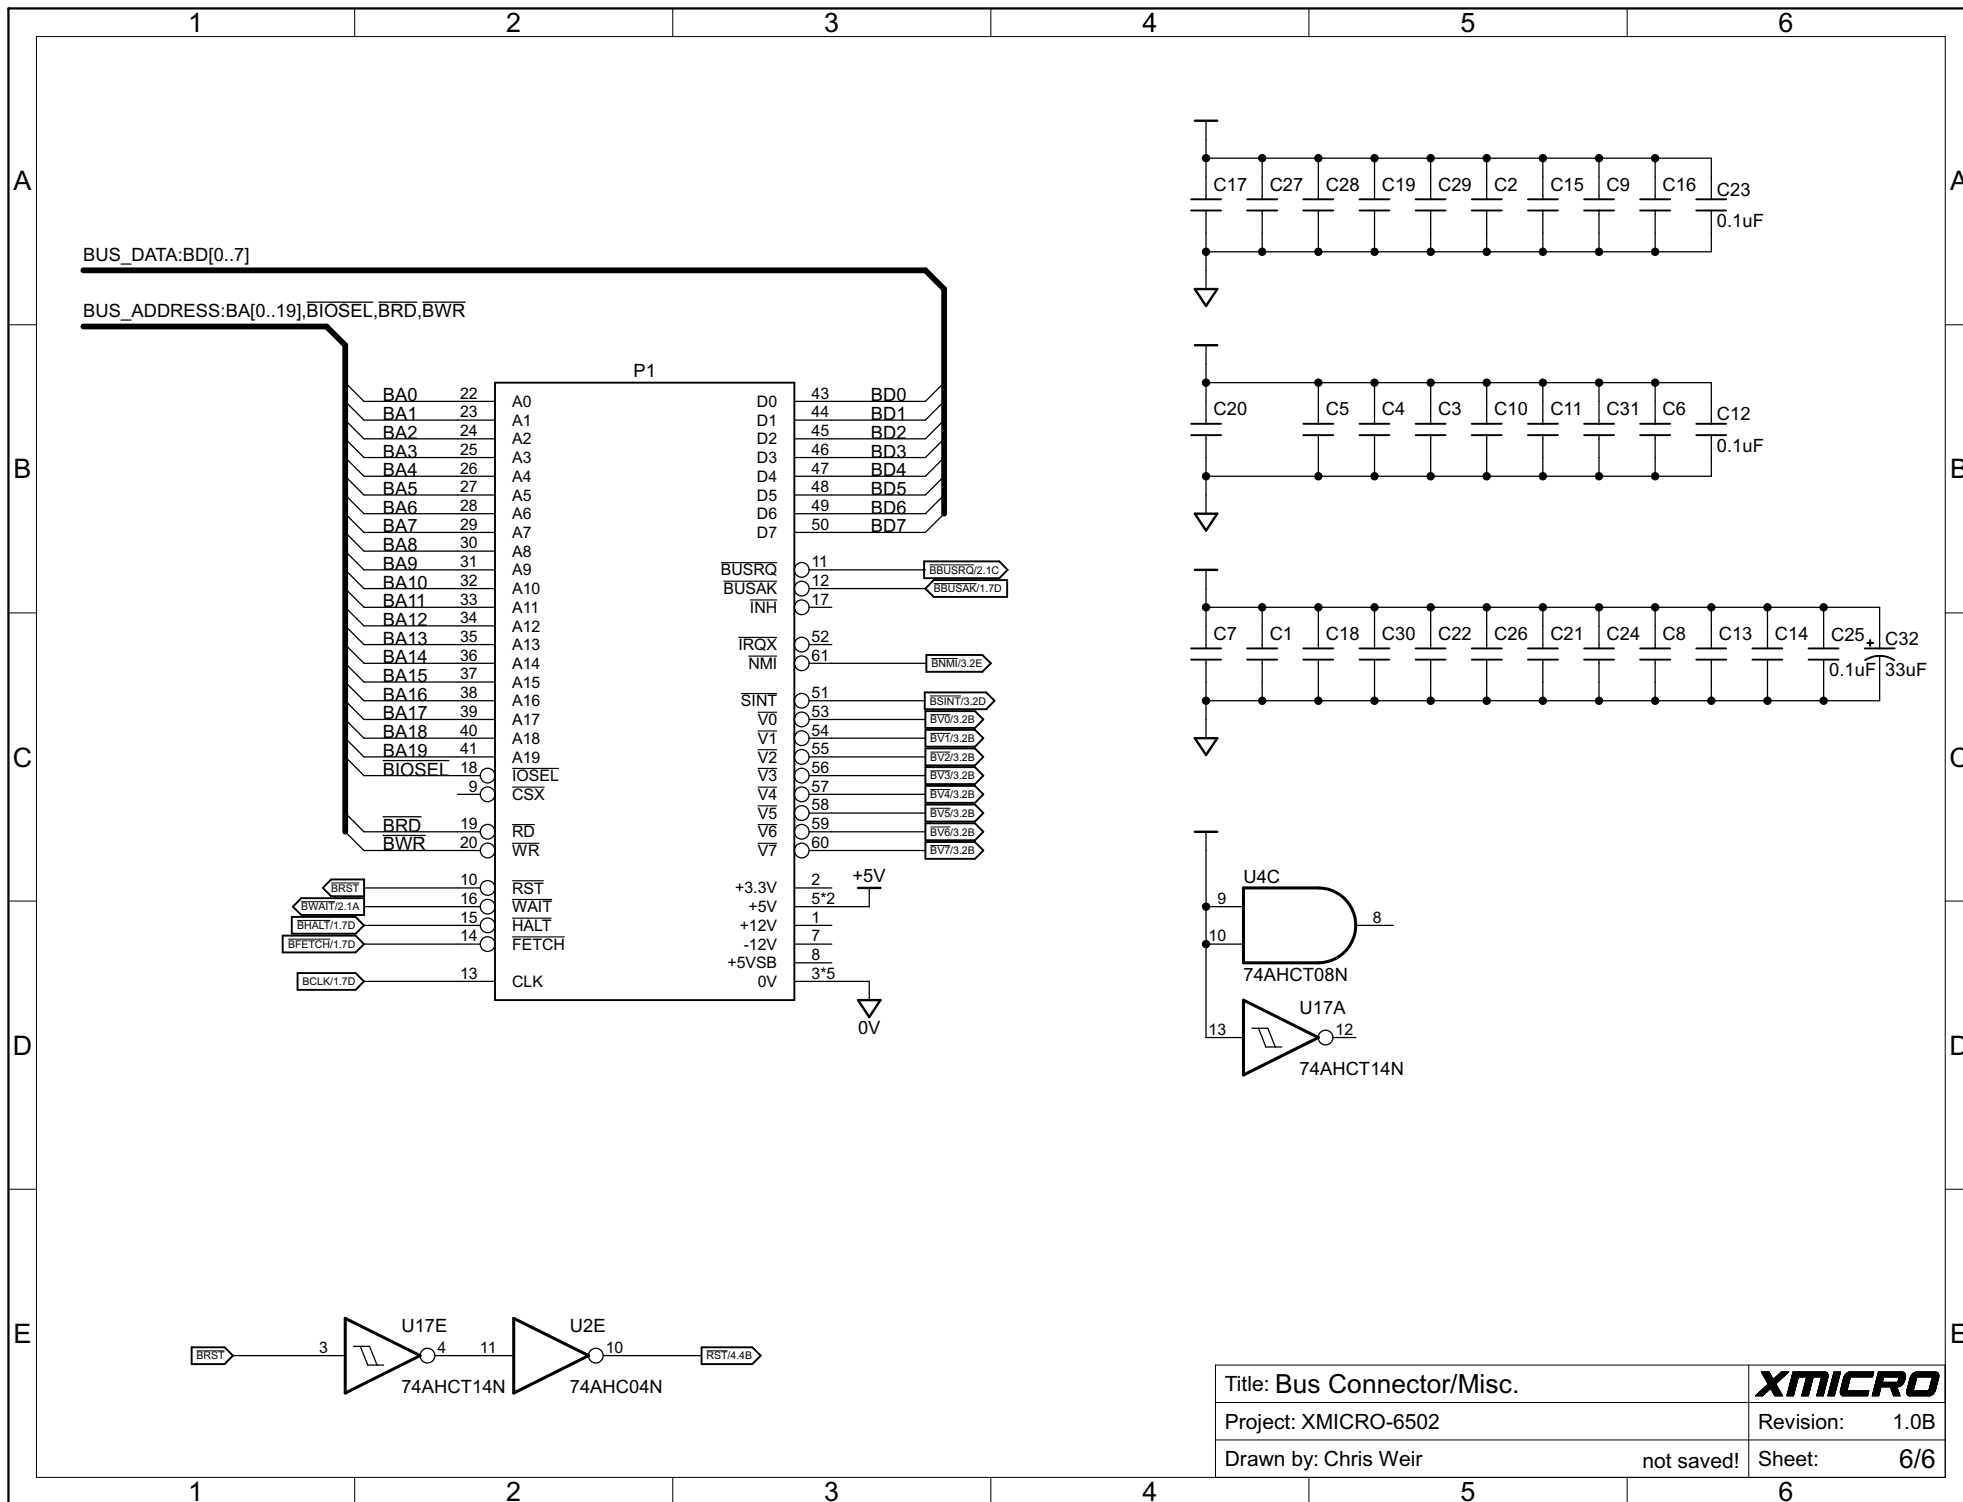 1 2 3 4 5 6
A A
BUS_DATA:BD[0..7]
BUS_ADDRESS:BA[0..19],BIOSEL,BRD,BWR
C17 C27 C28 C19 C29 C2 C15 C9 C16 C23
0.1uF
B B
C20 C5 C4 C3 C10 C11 C31 C6 C12
0.1uF
P1
BA0 22 A0 D0 43 BD0
BA1 23 A1 D1 44 BD1
BA2 24 A2 D2 45 BD2
BA3 25 A3 D3 46 BD3
BA4 26 A4 D4 47 BD4
BA5 27 A5 D5 48 BD5
BA6 28 A6 D6 49 BD6
BA7 29 A7 D7 50 BD7
BA8 30 A8
BA9 31 A9 BUSRQ 11 BBUSRQ/2.1C
BA10 32 A10 BUSAK 12 BBUSAK/1.7D
BA11 33 A11 INH 17
BA12 34 A12
BA13 35 A13 IRQX 52
BA14 36 A14 NMI 61 BNMI/3.2E
BA15 37 A15
BA16 38 A16 SINT 51 BSINT/3.2D
BA17 39 A17 V0 53 BV0/3.2B
BA18 40 A18 V1 54 BV1/3.2B
BA19 41 A19 V2 55 BV2/3.2B
BIOSEL 18 IOSEL V3 56 BV3/3.2B
9 CSX V4 57 BV4/3.2B
V5 58 BV5/3.2B
BRD 19 RD V6 59 BV6/3.2B
BWR 20 WR V7 60 BV7/3.2B
BRST 10 RST +3.3V 2 +5V
BWAIT/2.1A 16 WAIT +5V 5*2
BHALT/1.7D 15 HALT +12V 1
BFETCH/1.7D 14 FETCH -12V 7
+5VSB 8
BCLK/1.7D 13 CLK 0V 3*5
0V
C7 C1 C18 C30 C22 C26 C21 C24 C8 C13 C14 C25 + C32
0.1uF 33uF
C C
U4C
9
10 8
74AHCT08N
U17A
13 12
74AHCT14N
D D
E E
U17E U2E
BRST 3 4 11 10 RST/4.4B
74AHCT14N 74AHC04N
Title: Bus Connector/Misc. XMICRO
Project: XMICRO-6502 Revision: 1.0B
Drawn by: Chris Weir not saved! Sheet: 6/6
1 2 3 4 5 6